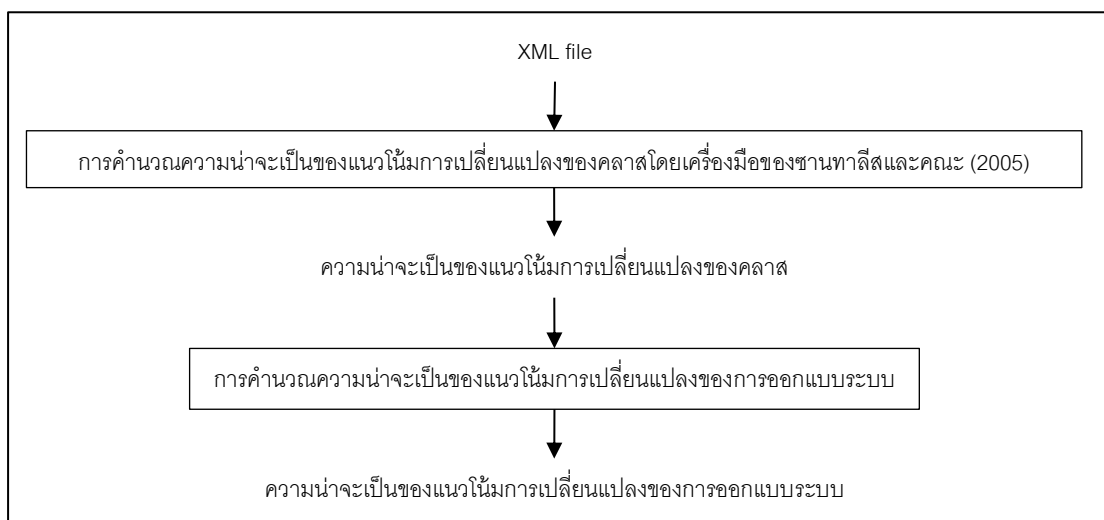 XML file
การคำนวณความน่าจะเป็นของแนวโน้มการเปลี่ยนแปลงของคลาสโดยเครื่องมือของซานทาลีสและคณะ (2005)
ความน่าจะเป็นของแนวโน้มการเปลี่ยนแปลงของคลาส
การคำนวณความน่าจะเป็นของแนวโน้มการเปลี่ยนแปลงของการออกแบบระบบ
ความน่าจะเป็นของแนวโน้มการเปลี่ยนแปลงของการออกแบบระบบ